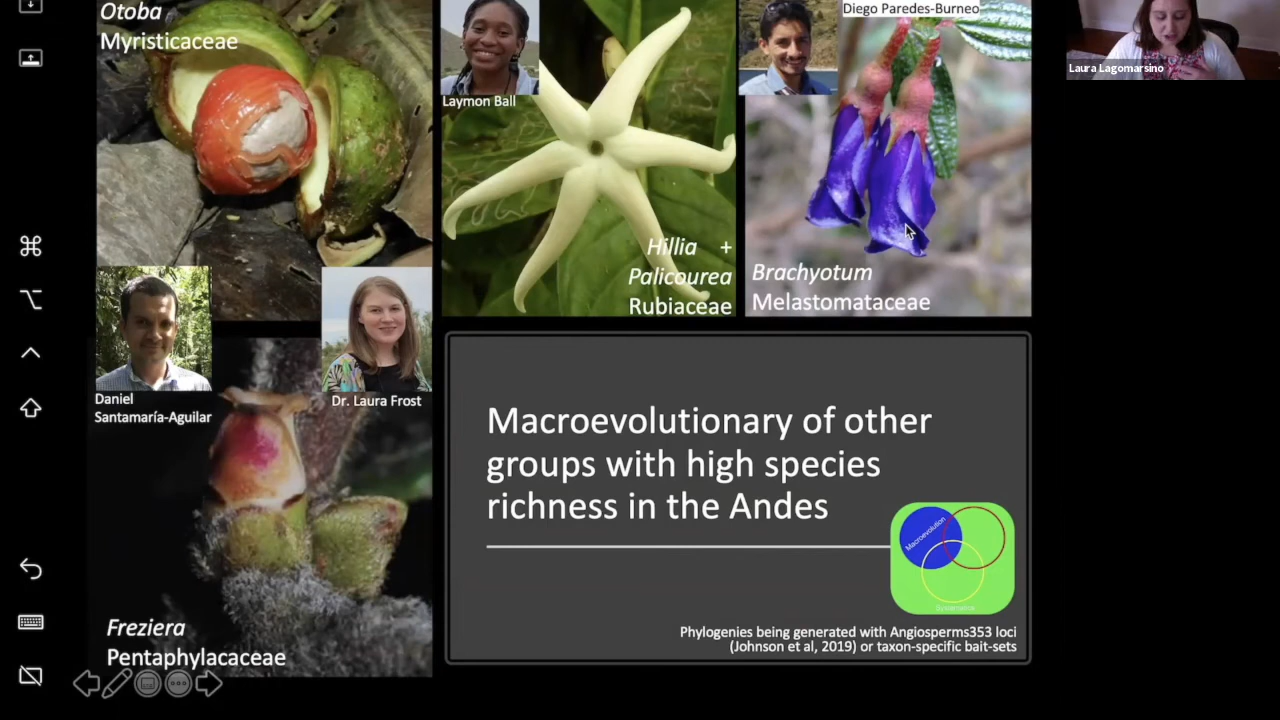 Otoba
Myristicaceae
Laymon Ball
Diego Paredes-Burneo
Laura Lagomarsino
Hillia +
Palicourea
Rubiaceae
Brachyotum
Melastomataceae
Daniel
Santamaría-Aguilar
Dr. Laura Frost
Freziera
Pentaphylacaceae
Macroevolutionary of other
groups with high species
richness in the Andes
Macroevolution
Systematics
Phylogenies being generated with Angiosperms353 loci
(Johnson et al, 2019) or taxon-specific bait-sets